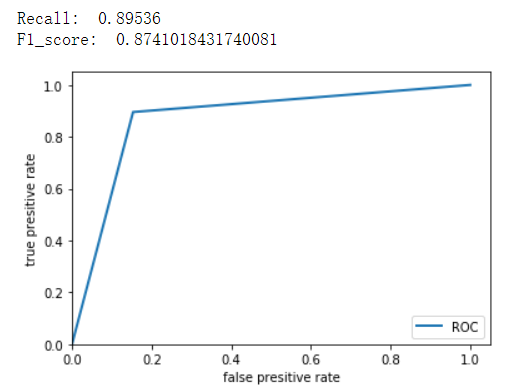 Recall: 0.89536
F1_score: 0.8741018431740081
1.0
0.8
0.6
0.4
0.2
0.0
true presitive rate
ROC
0.0 0.2 0.4 0.6 0.8 1.0
false presitive rate